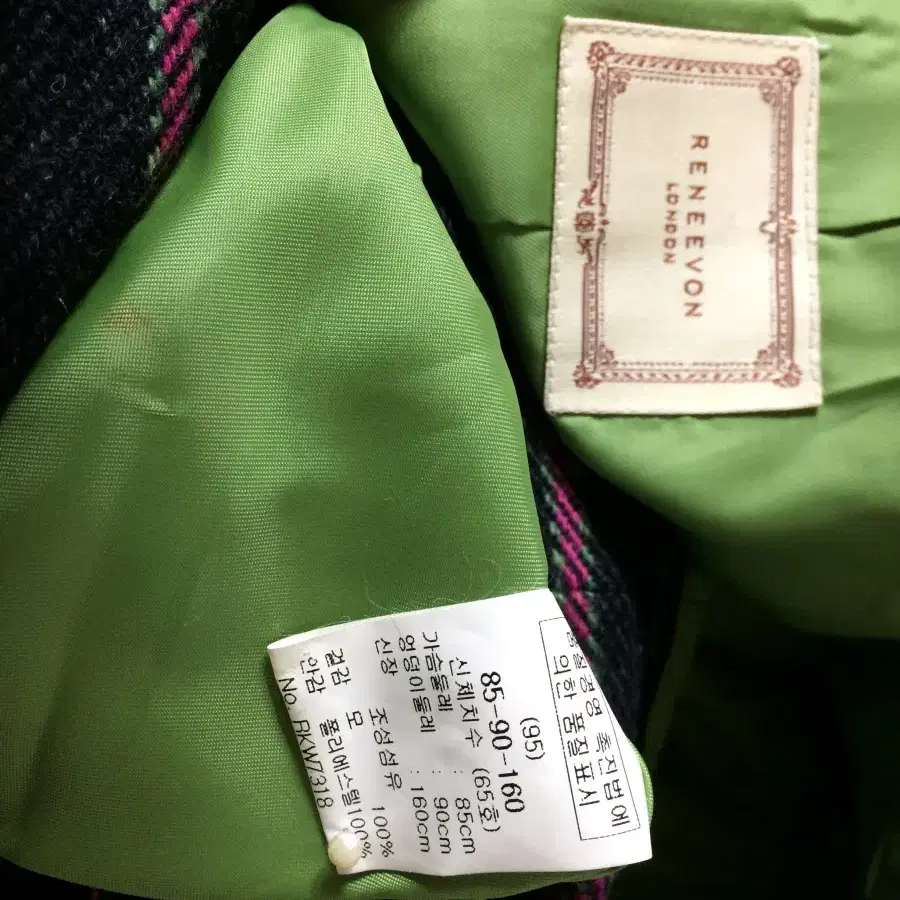 RENEEVON
LONDON
품질경영 촉진법에
의한 품질표시
(95)
85-90-160
신체지수 (65호)
가슴둘레 : 85cm
엉덩이둘레 : 90cm
신장 : 160cm
조성섬유
겉감 모 100%
안감 폴리에스텔100%
No. RKW7318